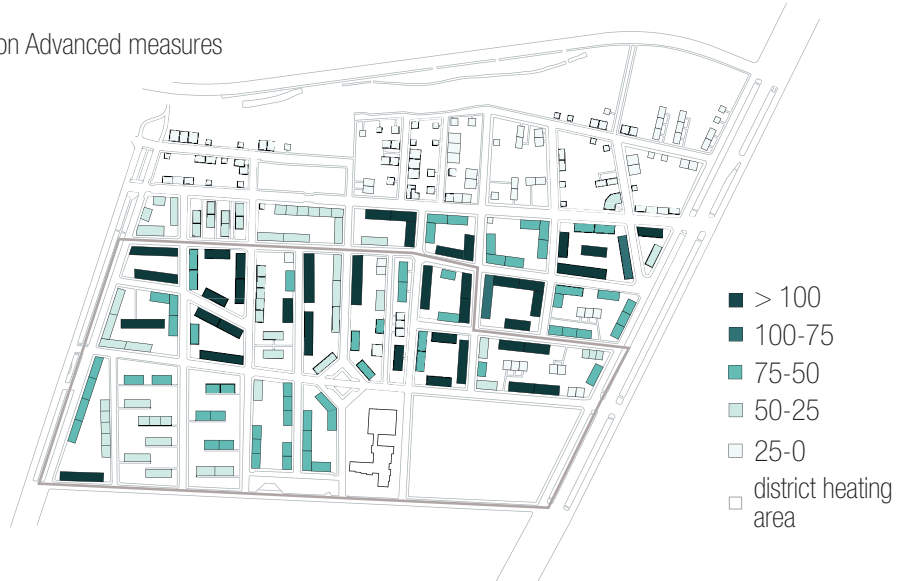 on Advanced measures
> 100
100-75
75-50
50-25
25-0
district heating
area